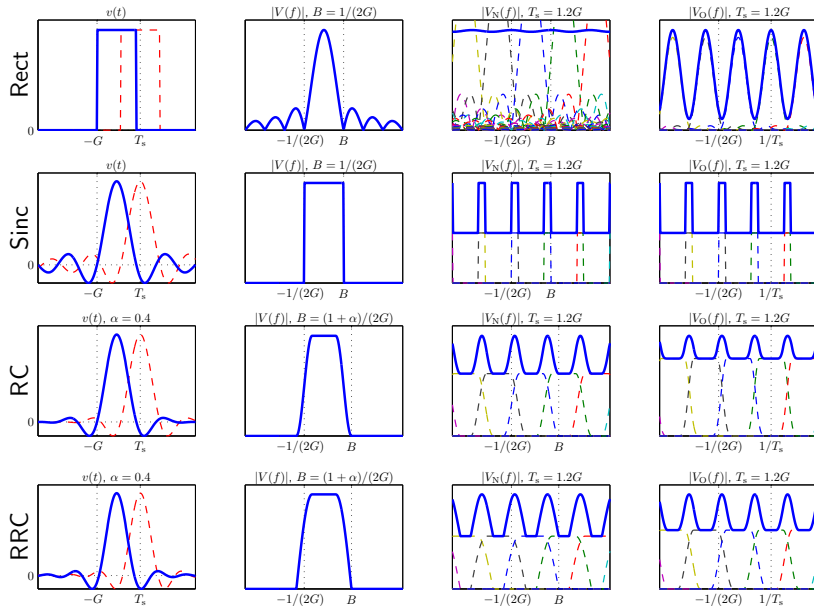 v(t)
|V(f)|, B = 1/(2G)
|V_N(f)|, T_s = 1.2G
|V_O(f)|, T_s = 1.2G
Rect
0
−G
T_s
−1/(2G)
B
−1/(2G)
B
−1/(2G)
1/T_s
v(t)
|V(f)|, B = 1/(2G)
|V_N(f)|, T_s = 1.2G
|V_O(f)|, T_s = 1.2G
Sinc
0
−G
T_s
−1/(2G)
B
−1/(2G)
B
−1/(2G)
1/T_s
v(t), α = 0.4
|V(f)|, B = (1 + α)/(2G)
|V_N(f)|, T_s = 1.2G
|V_O(f)|, T_s = 1.2G
RC
0
−G
T_s
−1/(2G)
B
−1/(2G)
B
−1/(2G)
1/T_s
v(t), α = 0.4
|V(f)|, B = (1 + α)/(2G)
|V_N(f)|, T_s = 1.2G
|V_O(f)|, T_s = 1.2G
RRC
0
−G
T_s
−1/(2G)
B
−1/(2G)
B
−1/(2G)
1/T_s